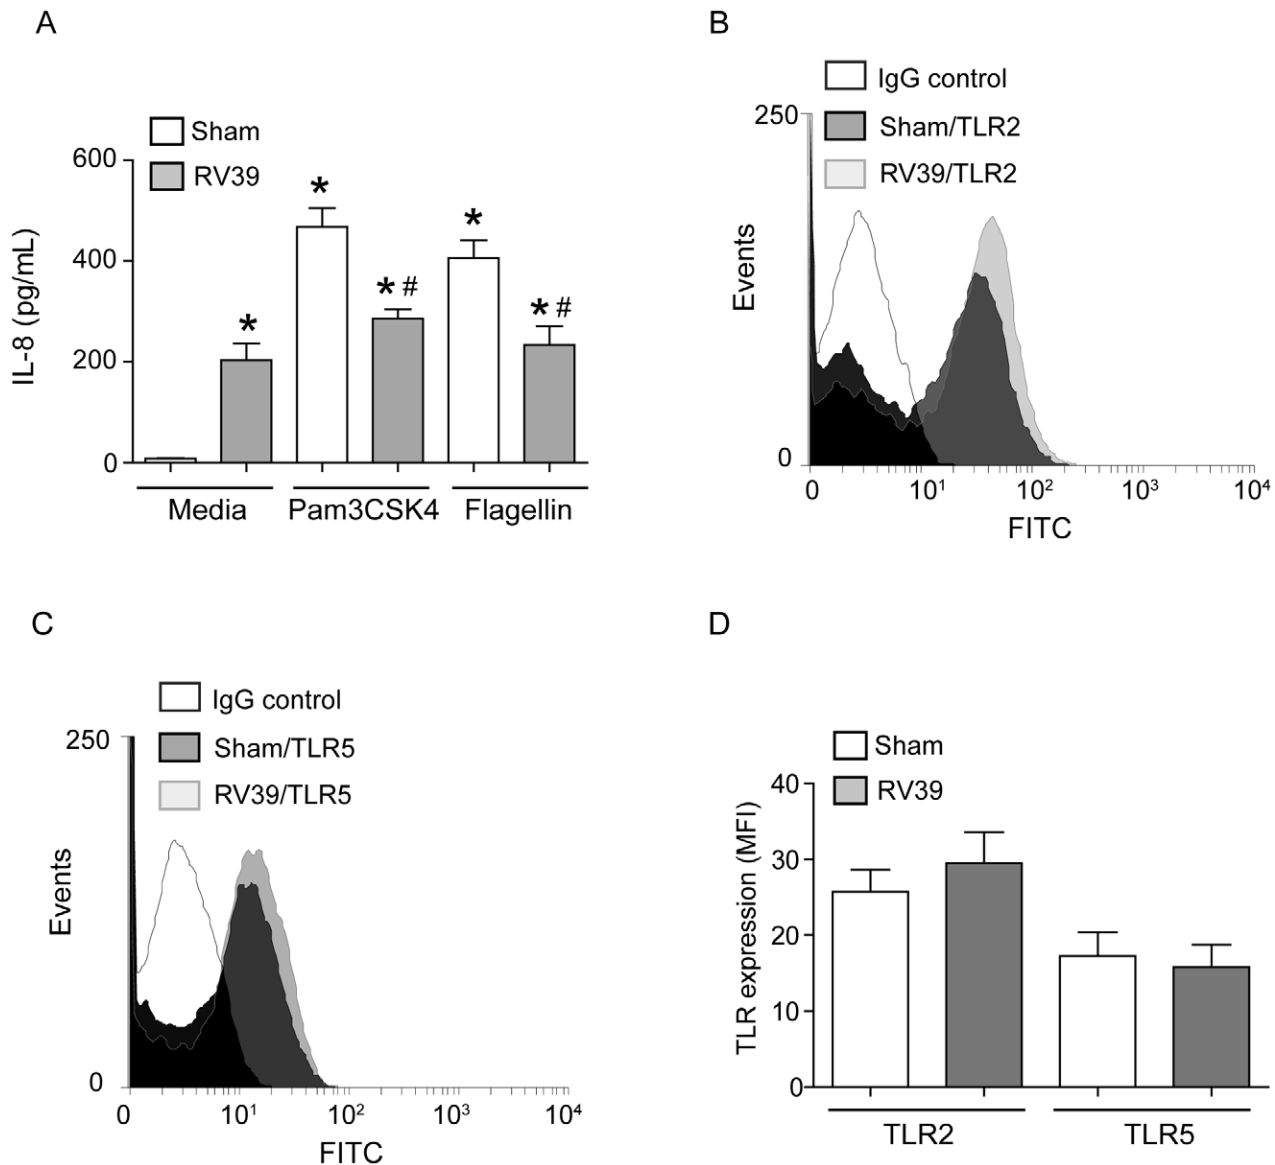 A
Sham
RV39
IL-8 (pg/mL)
600
400
200
0
*
*
* #
*
* #
Media Pam3CSK4 Flagellin
B
IgG control
Sham/TLR2
RV39/TLR2
Events
250
0
0 10¹ 10² 10³ 10⁴
FITC
C
IgG control
Sham/TLR5
RV39/TLR5
Events
250
0
0 10¹ 10² 10³ 10⁴
FITC
D
Sham
RV39
TLR expression (MFI)
40
30
20
10
0
TLR2 TLR5